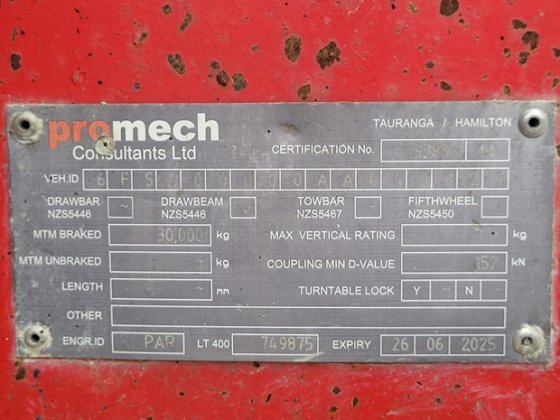 promech
Consultants Ltd
TAURANGA / HAMILTON
CERTIFICATION No.
VEH.ID
DRAWBAR NZS5446
DRAWBEAM NZS5446
TOWBAR NZS5467
FIFTHWHEEL NZS5450
MTM BRAKED 30,000 kg MAX VERTICAL RATING kg
MTM UNBRAKED kg COUPLING MIN D-VALUE 152 kN
LENGTH mm TURNTABLE LOCK Y N
OTHER
ENGR.ID PAR LT 400 749875 EXPIRY 26 06 2025